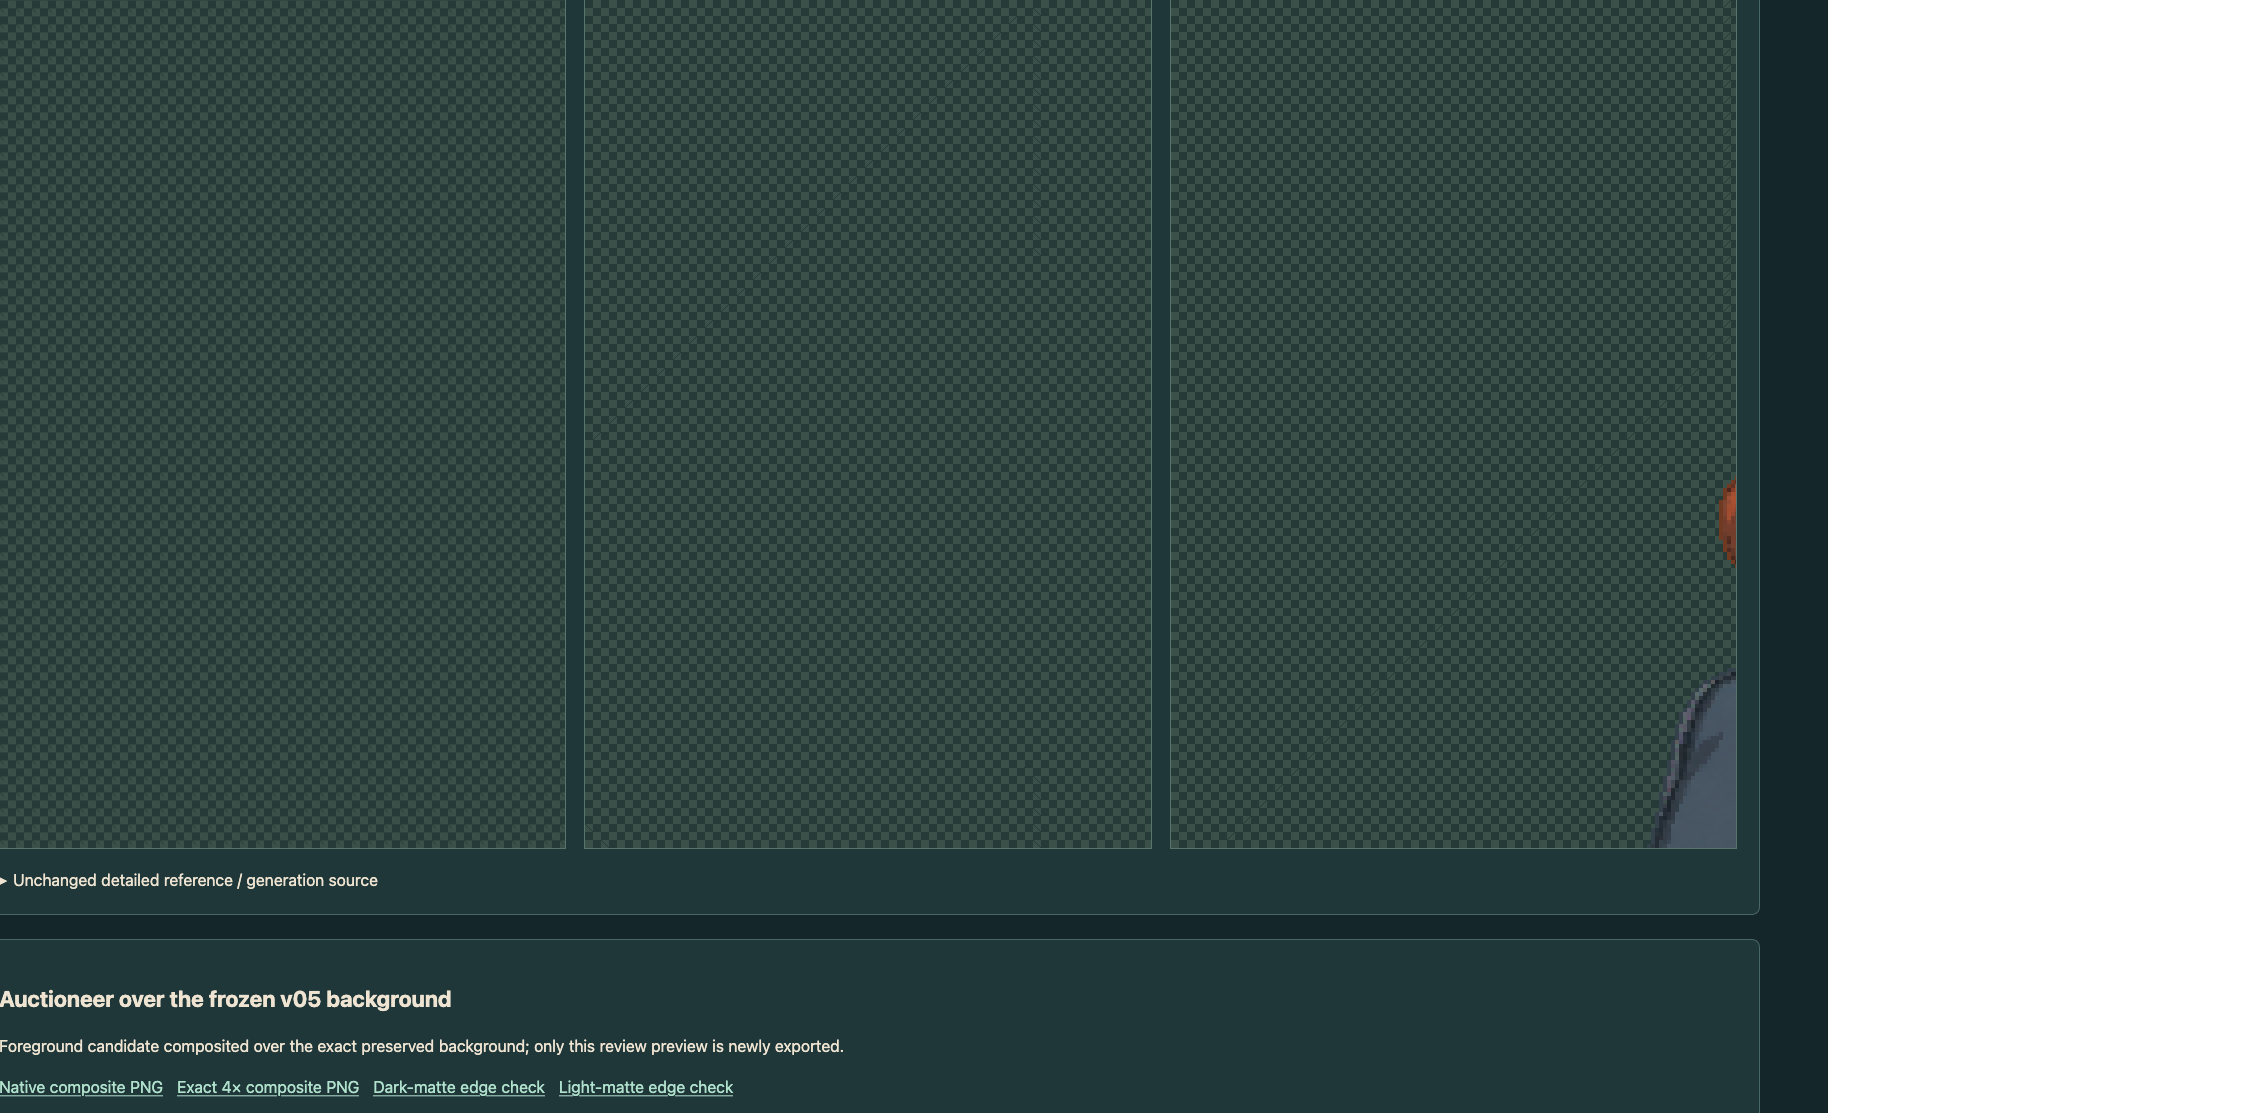 ▸ Unchanged detailed reference / generation source
Auctioneer over the frozen v05 background
Foreground candidate composited over the exact preserved background; only this review preview is newly exported.
Native composite PNG Exact 4× composite PNG Dark-matte edge check Light-matte edge check